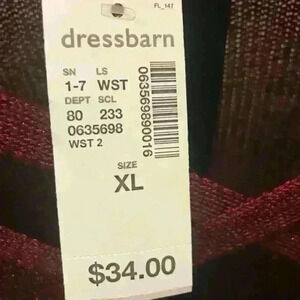 FL_147
dressbarn
SN LS
1-7 WST
DEPT SCL
80 233
0635698
WST 2
063569890016
SIZE
XL
$34.00